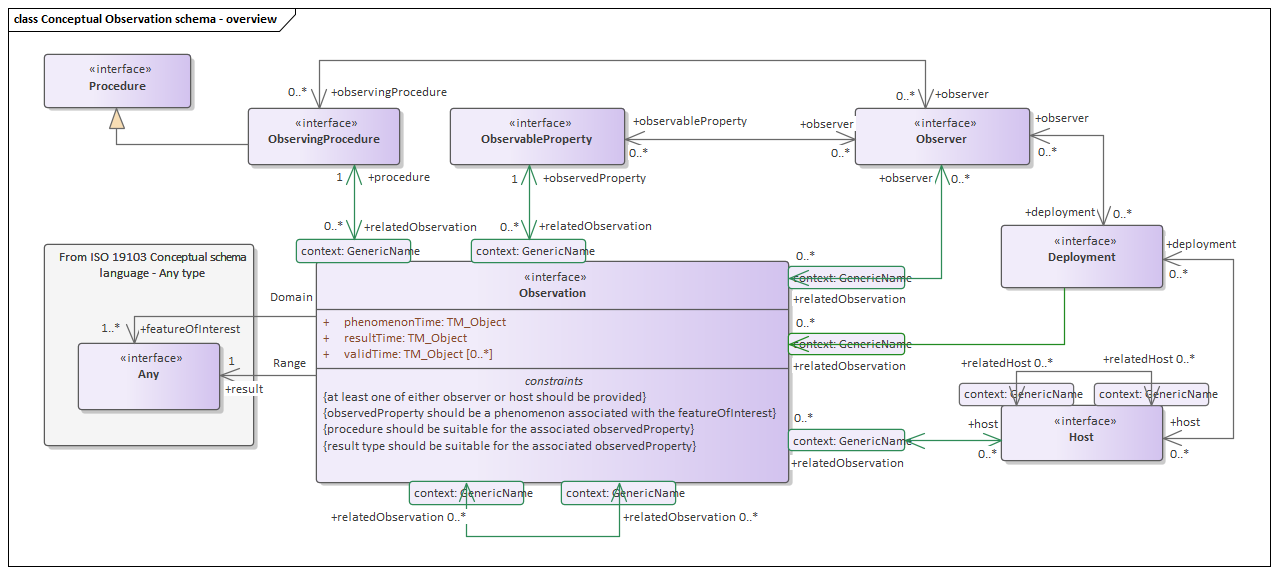 class Conceptual Observation schema - overview
«interface»
Procedure
0..*
+observingProcedure
0..*
+observer
«interface»
ObservingProcedure
«interface»
ObservableProperty
+observableProperty
0..*
+observer
0..*
«interface»
Observer
+observer
0..*
1
+procedure
1
+observedProperty
+observer
0..*
0..*
+relatedObservation
0..*
+relatedObservation
+deployment
0..*
context: GenericName
context: GenericName
«interface»
Deployment
+deployment
0..*
From ISO 19103 Conceptual schema
language - Any type
«interface»
Observation
0..*
context: GenericName
+relatedObservation
Domain
1..*
+featureOfInterest
+ phenomenonTime: TM_Object
+ resultTime: TM_Object
+ validTime: TM_Object [0..*]
0..*
context: GenericName
+relatedObservation
«interface»
Any
Range
1
+result
constraints
{at least one of either observer or host should be provided}
{observedProperty should be a phenomenon associated with the featureOfInterest}
{procedure should be suitable for the associated observedProperty}
{result type should be suitable for the associated observedProperty}
+relatedHost 0..*
+relatedHost 0..*
context: GenericName
context: GenericName
0..*
context: GenericName
+relatedObservation
+host
0..*
«interface»
Host
+host
0..*
context: GenericName
context: GenericName
+relatedObservation 0..*
+relatedObservation 0..*